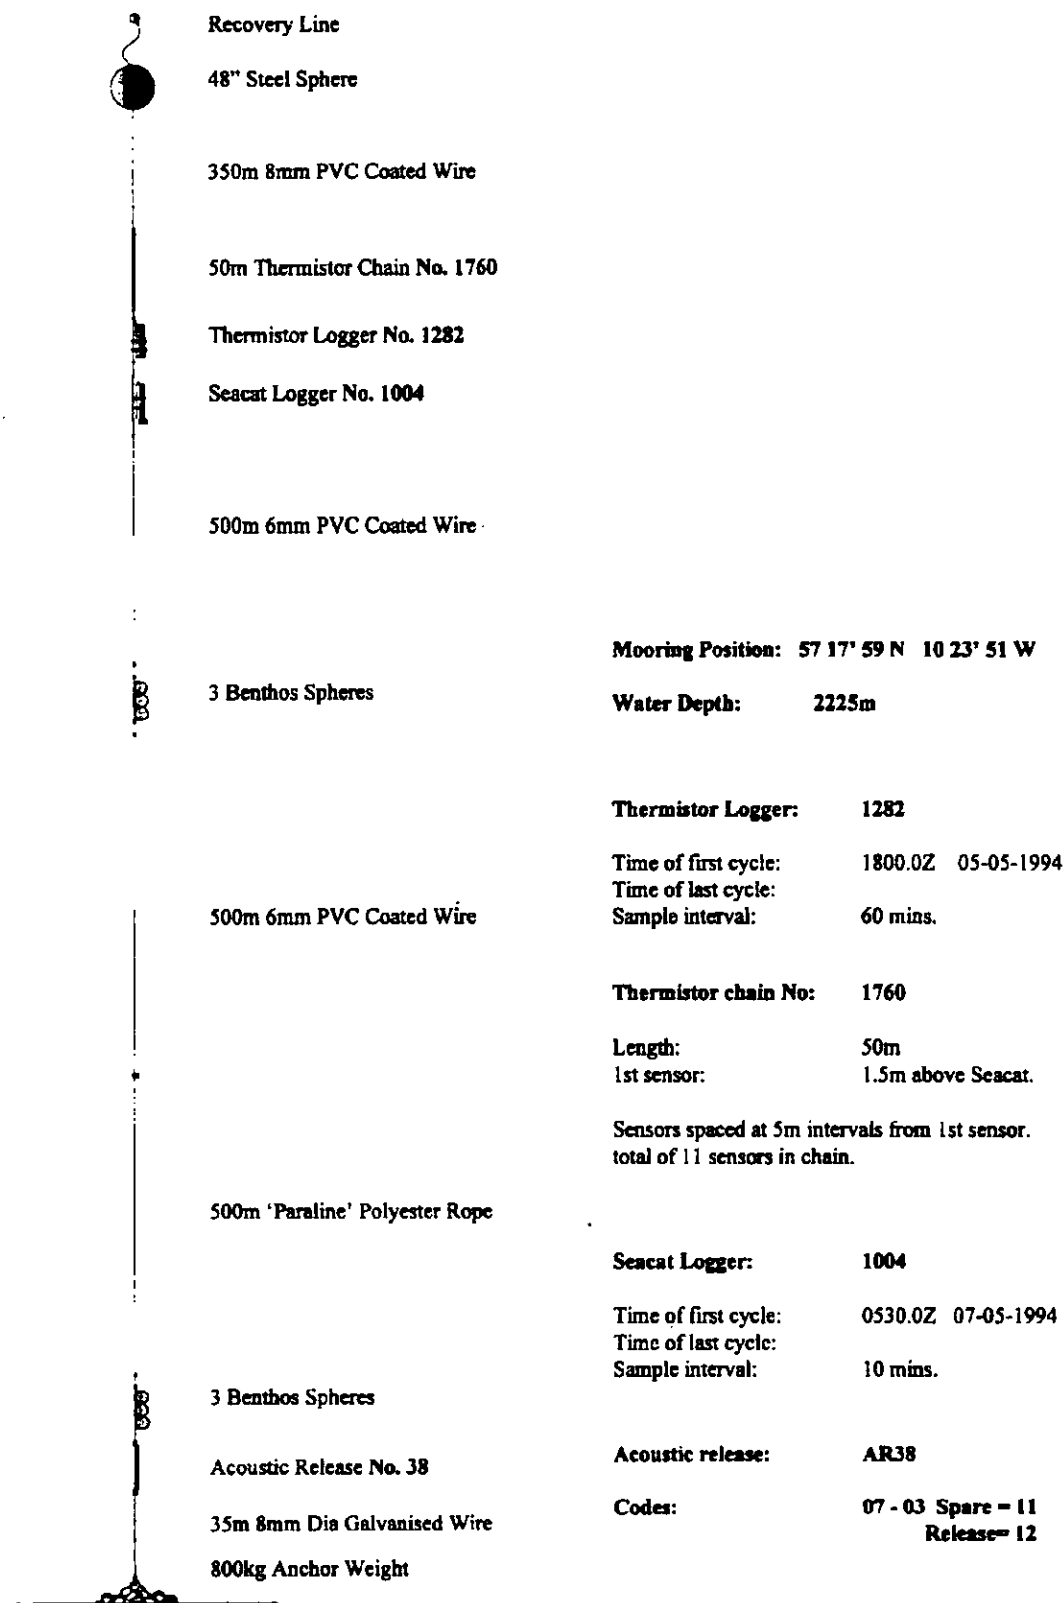 Recovery Line
48" Steel Sphere
350m 8mm PVC Coated Wire
50m Thermistor Chain No. 1760
Thermistor Logger No. 1282
Seacat Logger No. 1004
500m 6mm PVC Coated Wire
3 Benthos Spheres
500m 6mm PVC Coated Wire
500m 'Paraline' Polyester Rope
3 Benthos Spheres
Acoustic Release No. 38
35m 8mm Dia Galvanised Wire
800kg Anchor Weight
Mooring Position: 57 17' 59 N 10 23' 51 W
Water Depth: 2225m
Thermistor Logger: 1282
Time of first cycle: 1800.0Z 05-05-1994
Time of last cycle:
Sample interval: 60 mins.
Thermistor chain No: 1760
Length: 50m
1st sensor: 1.5m above Seacat.
Sensors spaced at 5m intervals from 1st sensor.
total of 11 sensors in chain.
Seacat Logger: 1004
Time of first cycle: 0530.0Z 07-05-1994
Time of last cycle:
Sample interval: 10 mins.
Acoustic release: AR38
Codes: 07 - 03 Spare = 11
Release= 12